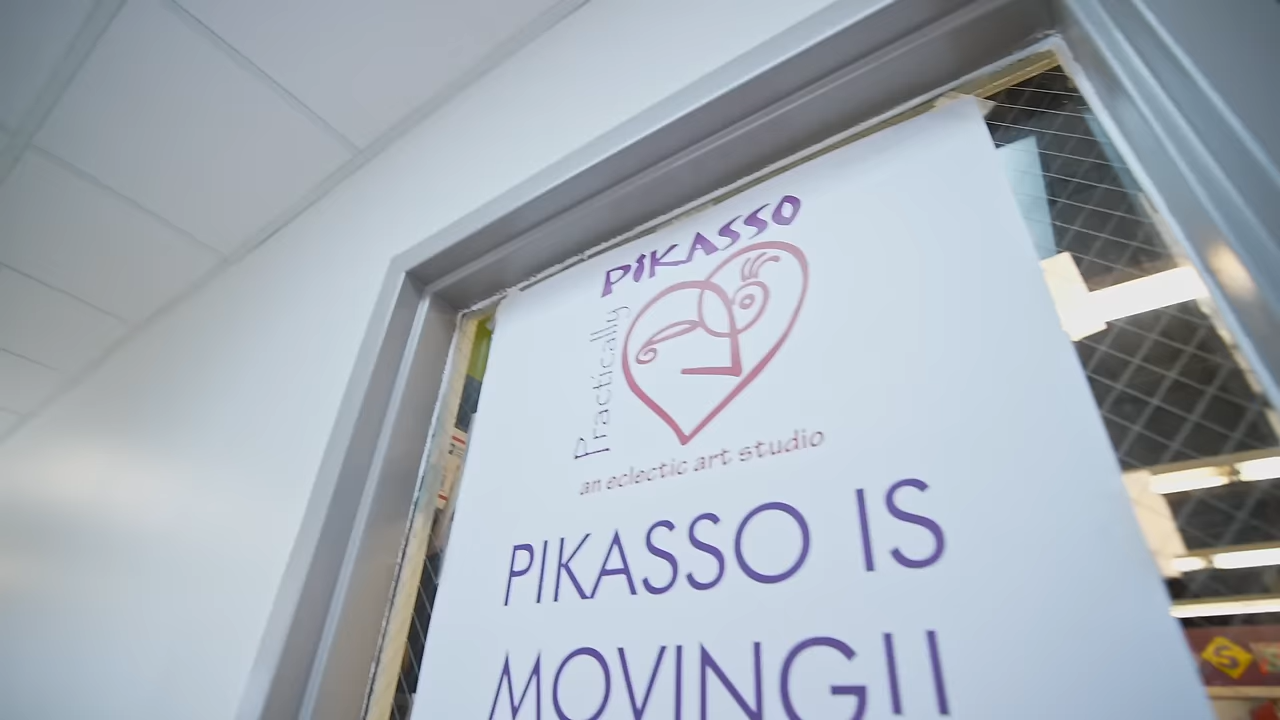 PIKASSO
Practically
an eclectic art studio
PIKASSO IS
MOVING!!
S